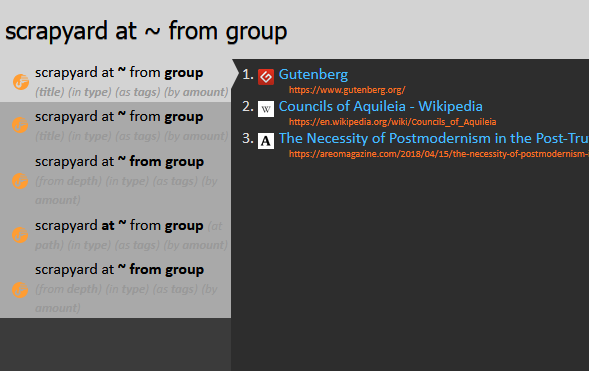 scrapyard at ~ from group
scrapyard at ~ from group
(title) (in type) (as tags) (by amount)
scrapyard at ~ from group
(title) (in type) (as tags) (by amount)
scrapyard at ~ from group
(from depth) (in type) (as tags) (by
amount)
scrapyard at ~ from group (at
path) (in type) (as tags) (by amount)
scrapyard at ~ from group
(from depth) (in type) (as tags) (by
amount)
1. Gutenberg
https://www.gutenberg.org/
2. W Councils of Aquileia - Wikipedia
https://en.wikipedia.org/wiki/Councils_of_Aquileia
3. A The Necessity of Postmodernism in the Post-Tru
https://areomagazine.com/2018/04/15/the-necessity-of-postmodernism-